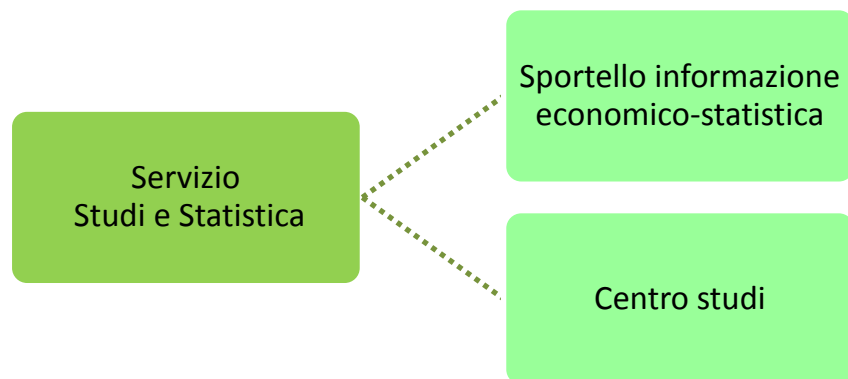 Servizio
Studi e Statistica
Sportello informazione
economico-statistica
Centro studi